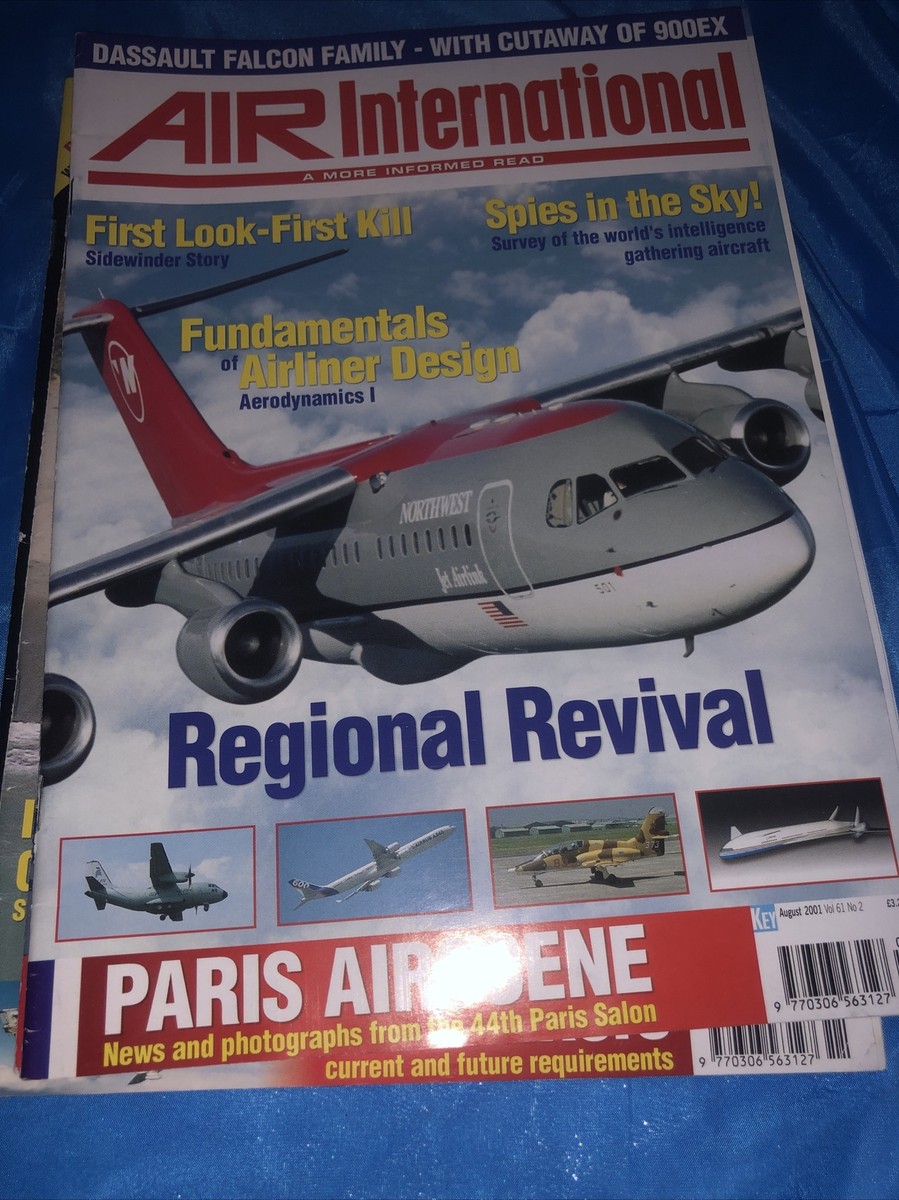 DASSAULT FALCON FAMILY - WITH CUTAWAY OF 900EX
AIR International
A MORE INFORMED READ
First Look-First Kill
Sidewinder Story
Spies in the Sky!
Survey of the world's intelligence
gathering aircraft
Fundamentals
of Airliner Design
Aerodynamics I
NORTHWEST
Jet Airlink
501
Regional Revival
600
373
KEY
August 2001 Vol 61 No 2
PARIS AIR
News and photographs from the 44th Paris Salon
9 770306 563127
current and future requirements
9 770306 563127